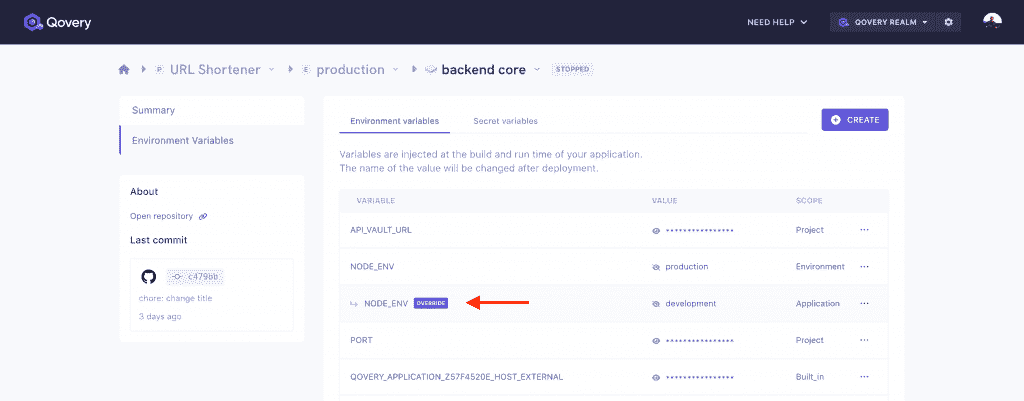 Qovery
NEED HELP
QOVERY REALM
URL Shortener
production
backend core
STOPPED
Summary
Environment Variables
About
Open repository
Last commit
c479bb
chore: change title
3 days ago
Environment variables
Secret variables
CREATE
Variables are injected at the build and run time of your application.
The name of the value will be changed after deployment.
VARIABLE VALUE SCOPE
API_VAULT_URL **************** Project
NODE_ENV production Environment
NODE_ENV OVERRIDE development Application
PORT **************** Project
QOVERY_APPLICATION_Z57F4520E_HOST_EXTERNAL **************** Built_in